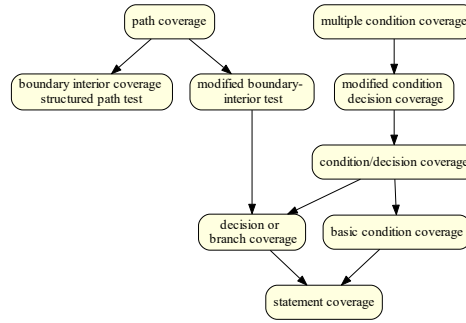 path coverage
multiple condition coverage
boundary interior coverage
structured path test
modified boundary-
interior test
modified condition
decision coverage
condition/decision coverage
decision or
branch coverage
basic condition coverage
statement coverage